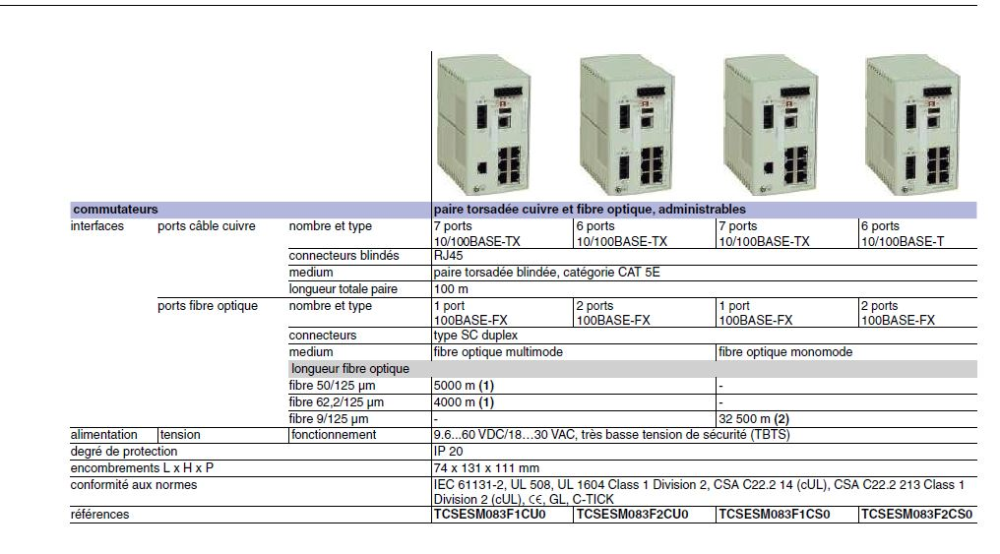 commutateurs paire torsadée cuivre et fibre optique, administrables
interfaces ports câble cuivre nombre et type 7 ports 6 ports 7 ports 6 ports
10/100BASE-TX 10/100BASE-TX 10/100BASE-TX 10/100BASE-T
connecteurs blindés RJ45
medium paire torsadée blindée, catégorie CAT 5E
longueur totale paire 100 m
ports fibre optique nombre et type 1 port 2 ports 1 port 2 ports
100BASE-FX 100BASE-FX 100BASE-FX 100BASE-FX
connecteurs type SC duplex
medium fibre optique multimode fibre optique monomode
longueur fibre optique
fibre 50/125 µm 5000 m (1) -
fibre 62,2/125 µm 4000 m (1) -
fibre 9/125 µm - 32 500 m (2)
alimentation tension fonctionnement 9.6...60 VDC/18…30 VAC, très basse tension de sécurité (TBTS)
degré de protection IP 20
encombrements L x H x P 74 x 131 x 111 mm
conformité aux normes IEC 61131-2, UL 508, UL 1604 Class 1 Division 2, CSA C22.2 14 (cUL), CSA C22.2 213 Class 1
Division 2 (cUL), C€, GL, C-TICK
références TCSESM083F1CU0 TCSESM083F2CU0 TCSESM083F1CS0 TCSESM083F2CS0